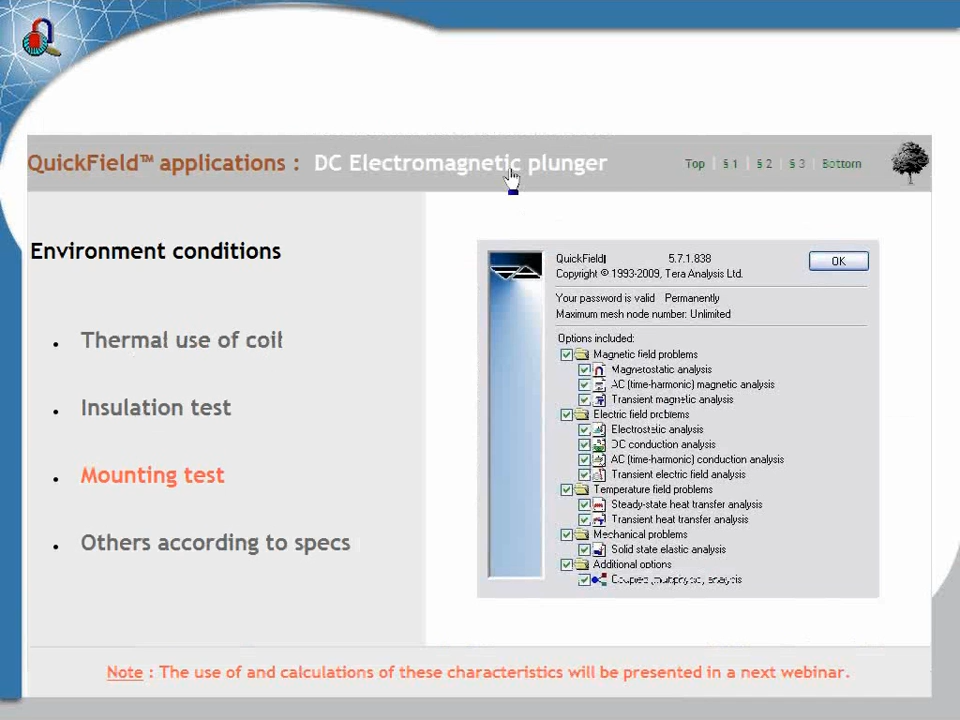 QuickField™ applications : DC Electromagnetic plunger
Top | § 1 | § 2 | § 3 | Bottom
Environment conditions
• Thermal use of coil
• Insulation test
• Mounting test
• Others according to specs
QuickField 5.7.1.838
OK
Copyright © 1993-2009, Tera Analysis Ltd.
Your password is valid Permanently
Maximum mesh node number: Unlimited
Options included:
Magnetic field problems
Magnetostatic analysis
AC (time-harmonic) magnetic analysis
Transient magnetic analysis
Electric field problems
Electrostatic analysis
DC conduction analysis
AC (time-harmonic) conduction analysis
Transient electric field analysis
Temperature field problems
Steady-state heat transfer analysis
Transient heat transfer analysis
Mechanical problems
Solid state elastic analysis
Additional options
Coupled (multiphysic) analysis
Note : The use of and calculations of these characteristics will be presented in a next webinar.